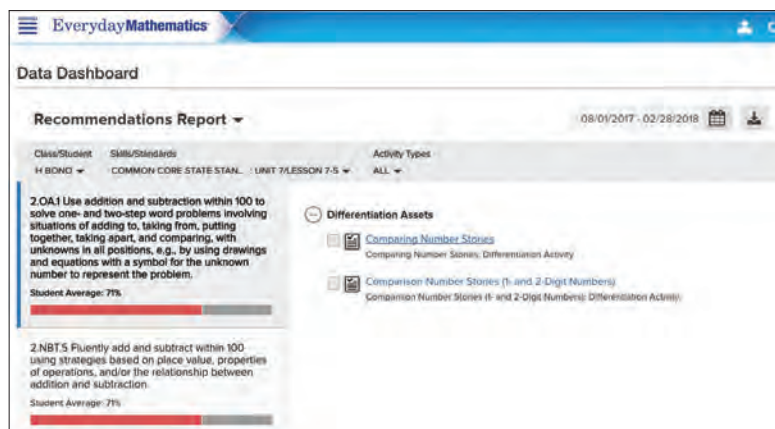 EverydayMathematics
Data Dashboard
Recommendations Report
08/01/2017 - 02/28/2018
Class/Student Skills/Standards Activity Types
H BOND COMMON CORE STATE STAN... : UNIT 7/LESSON 7-5 ALL
2.OA.1 Use addition and subtraction within 100 to
solve one- and two-step word problems involving
situations of adding to, taking from, putting
together, taking apart, and comparing, with
unknowns in all positions, e.g., by using drawings
and equations with a symbol for the unknown
number to represent the problem.
Student Average: 71%
2.NBT.5 Fluently add and subtract within 100
using strategies based on place value, properties
of operations, and/or the relationship between
addition and subtraction.
Student Average: 71%
Differentiation Assets
Comparing Number Stories
Comparing Number Stories: Differentiation Activity
Comparison Number Stories (1- and 2-Digit Numbers)
Comparison Number Stories (1- and 2-Digit Numbers): Differentiation Activity